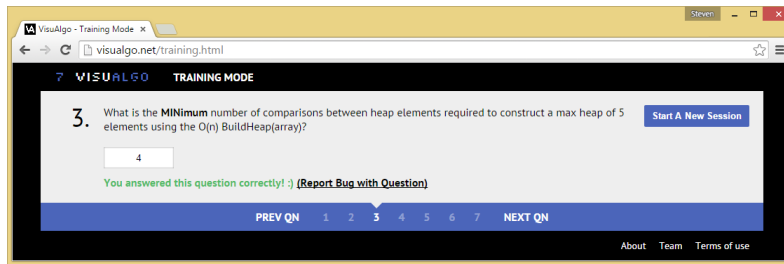 Steven
VisuAlgo - Training Mode
visualgo.net/training.html
7 VISUALGO TRAINING MODE
3. What is the MINimum number of comparisons between heap elements required to construct a max heap of 5
elements using the O(n) BuildHeap(array)?
Start A New Session
4
You answered this question correctly! :) (Report Bug with Question)
PREV QN 1 2 3 4 5 6 7 NEXT QN
About Team Terms of use